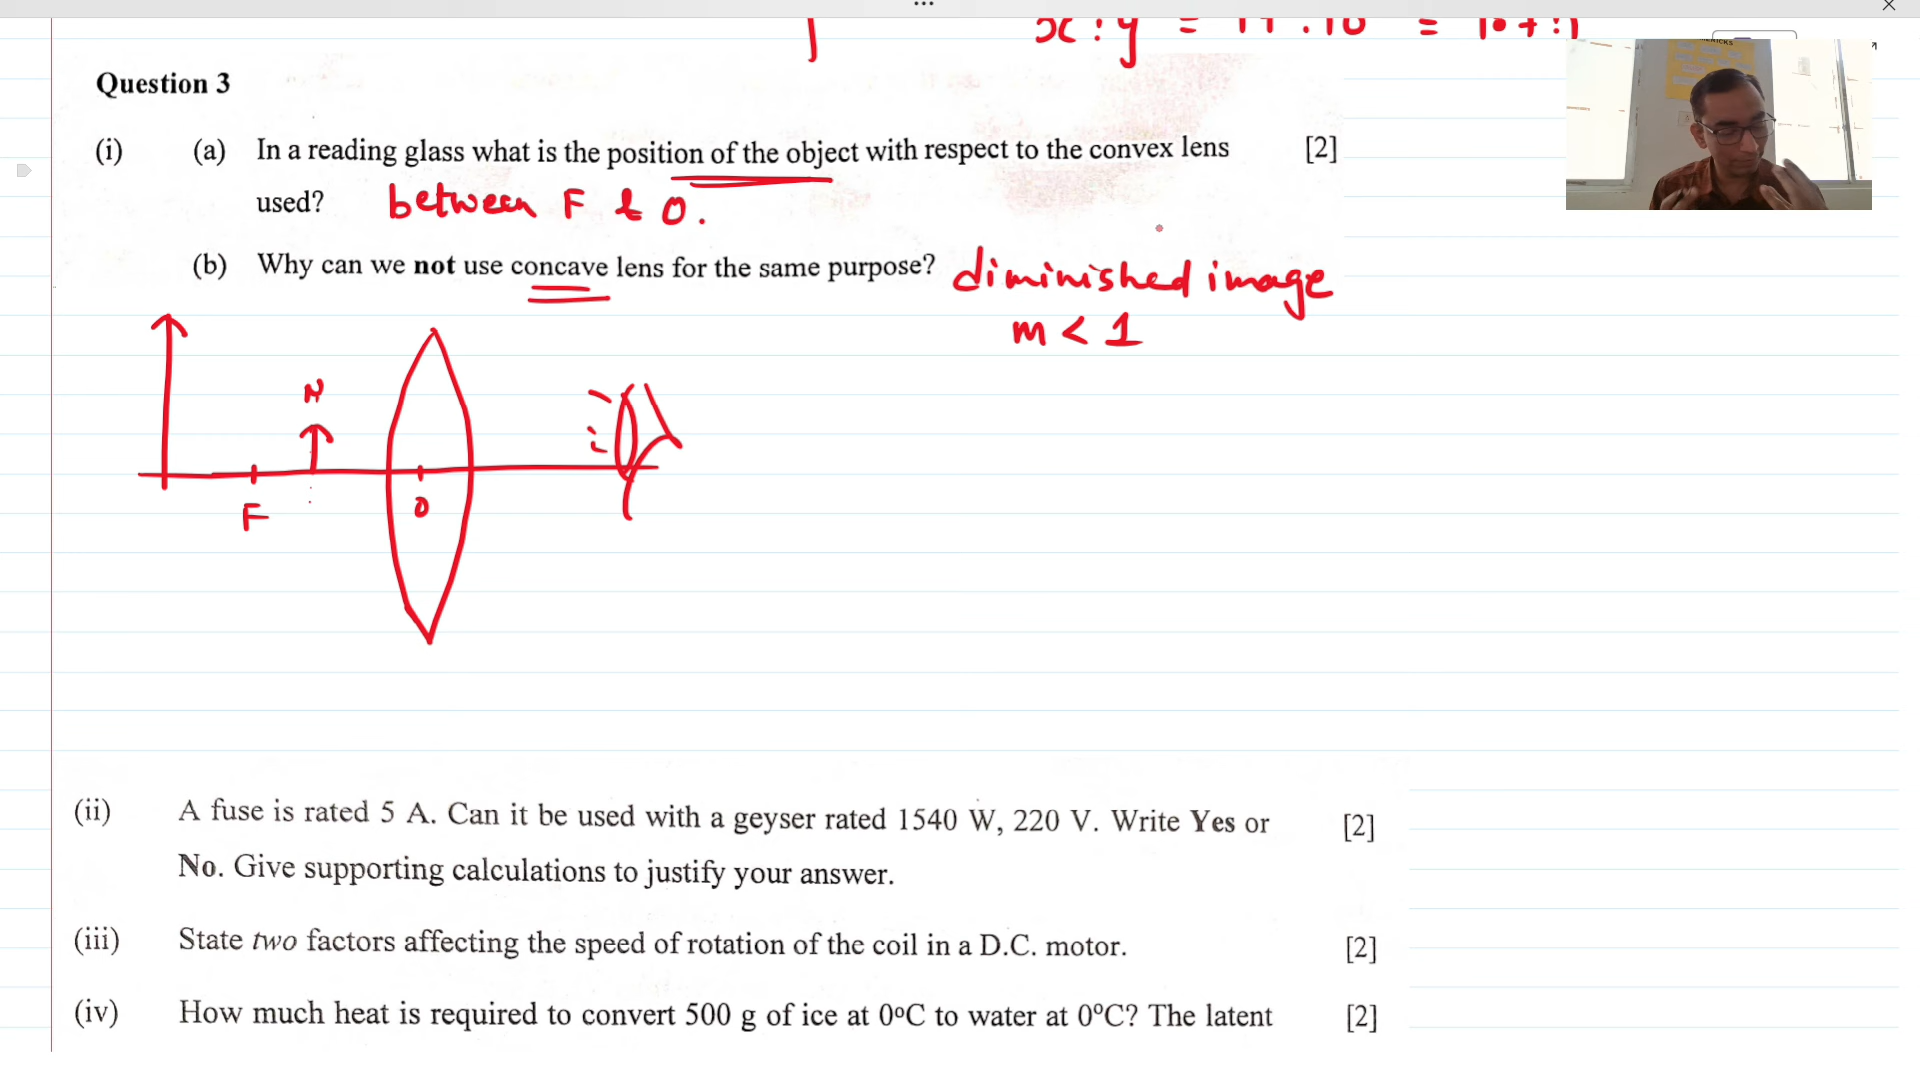 x : y =
Question 3
(i) (a) In a reading glass what is the position of the object with respect to the convex lens [2]
used? between F & O.
(b) Why can we not use concave lens for the same purpose? diminished image
m < 1
N
F
O
(ii) A fuse is rated 5 A. Can it be used with a geyser rated 1540 W, 220 V. Write Yes or [2]
No. Give supporting calculations to justify your answer.
(iii) State two factors affecting the speed of rotation of the coil in a D.C. motor. [2]
(iv) How much heat is required to convert 500 g of ice at 0°C to water at 0°C? The latent [2]